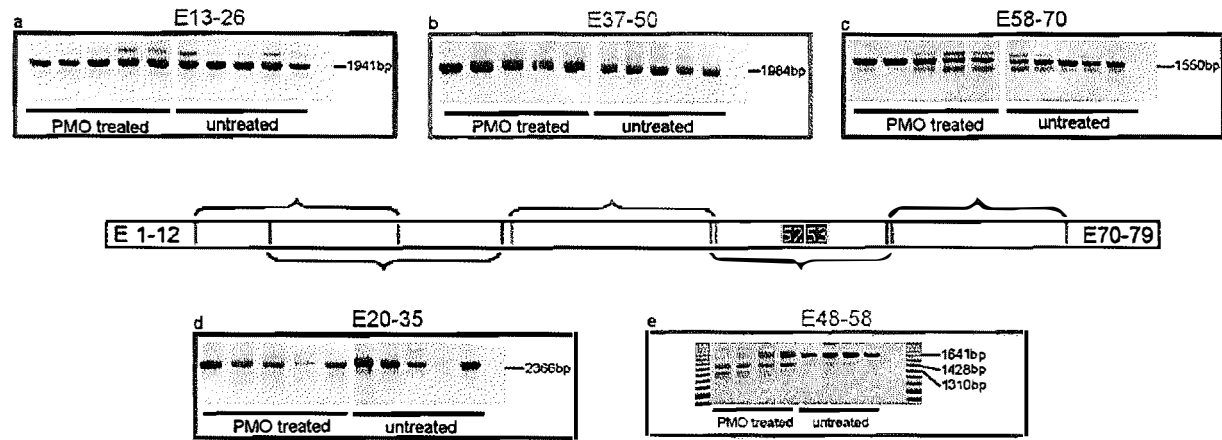 a
E13-26
1941bp
PMO treated
untreated
b
E37-50
1984bp
PMO treated
untreated
c
E58-70
1550bp
PMO treated
untreated
E 1-12
52 53
E70-79
d
E20-35
2366bp
PMO treated
untreated
e
E48-58
1641bp
1428bp
1310bp
PMO treated
untreated